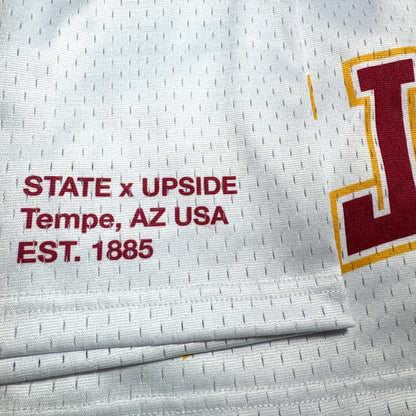 STATE x UPSIDE
Tempe, AZ USA
EST. 1885
J